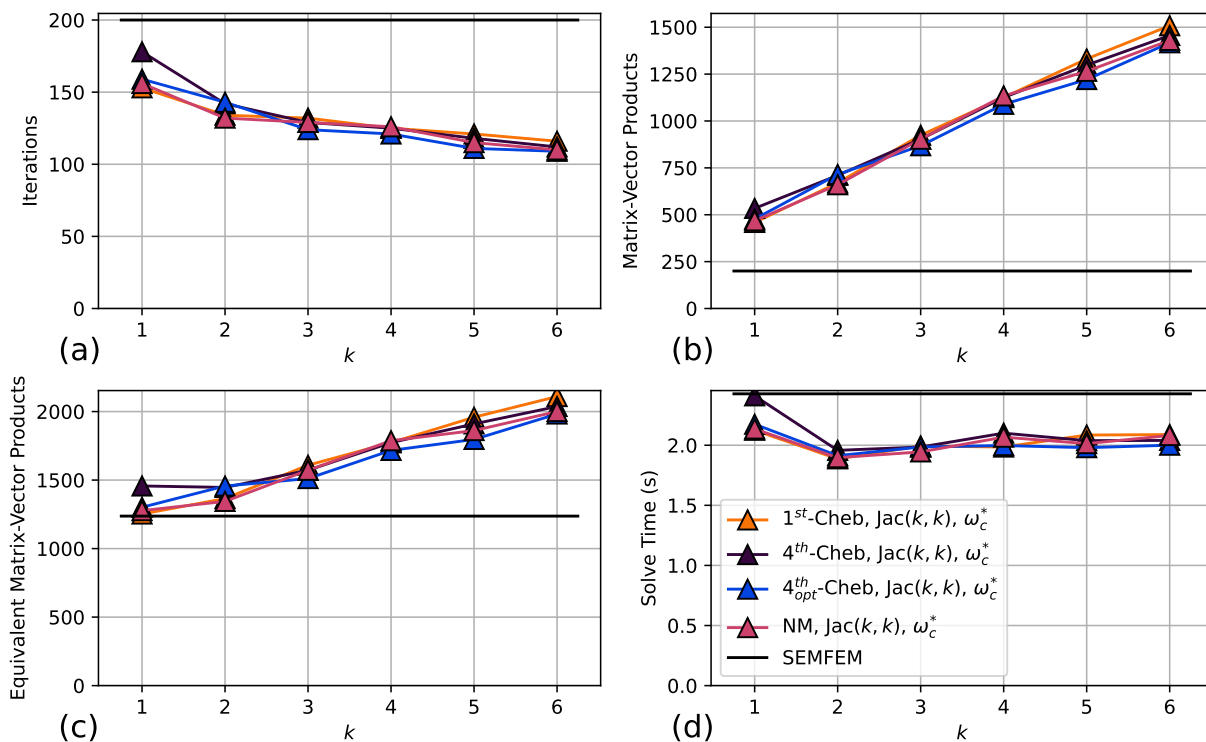 200
150
100
50
0
Iterations
1 2 3 4 5 6
k
(a)
1500
1250
1000
750
500
250
0
Matrix-Vector Products
1 2 3 4 5 6
k
(b)
2000
1500
1000
500
0
Equivalent Matrix-Vector Products
1 2 3 4 5 6
k
(c)
2.0
1.5
1.0
0.5
0.0
Solve Time (s)
1st-Cheb, Jac(k, k), ω*c
4th-Cheb, Jac(k, k), ω*c
4thopt-Cheb, Jac(k, k), ω*c
NM, Jac(k, k), ω*c
SEMFEM
1 2 3 4 5 6
k
(d)